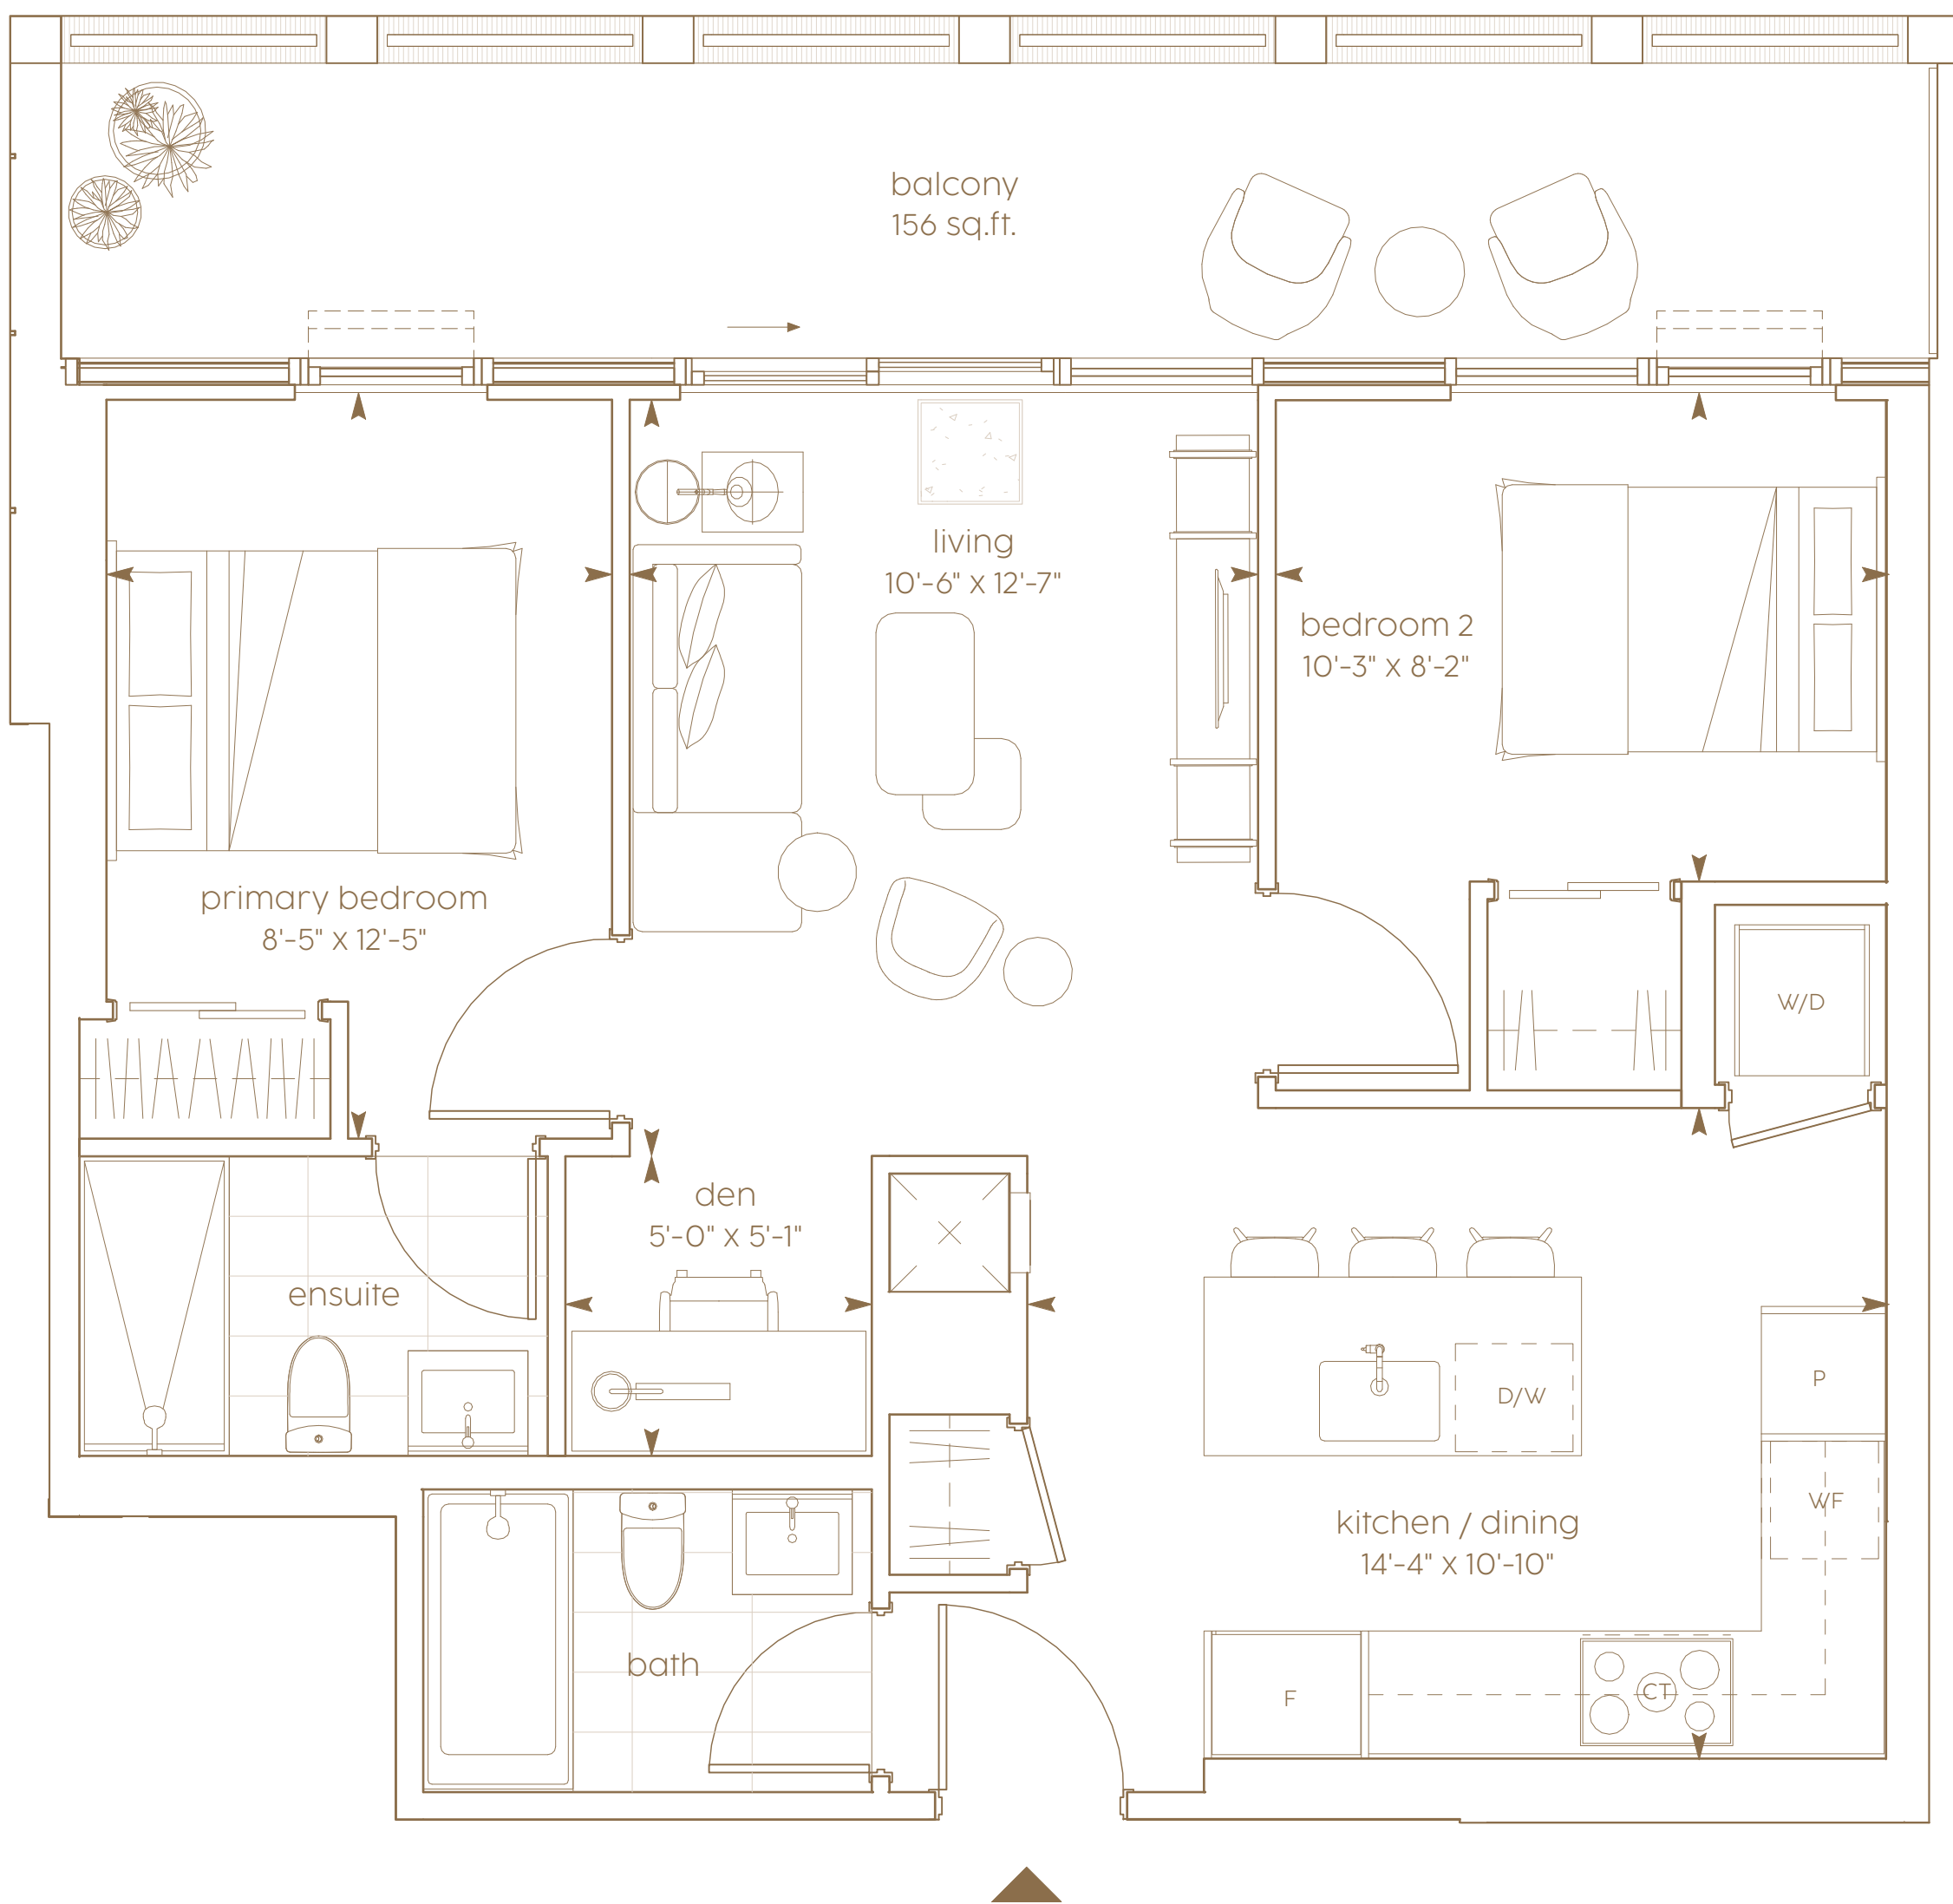 balcony
156 sq.ft.
living
10'-6" X 12'-7"
bedroom 2
10'-3" X 8'-2"
primary bedroom
8'-5" X 12'-5"
W/D
den
5'-0" X 5'-1"
ensuite
P
D/W
WF
kitchen / dining
14'-4" X 10'-10"
bath
F
CT